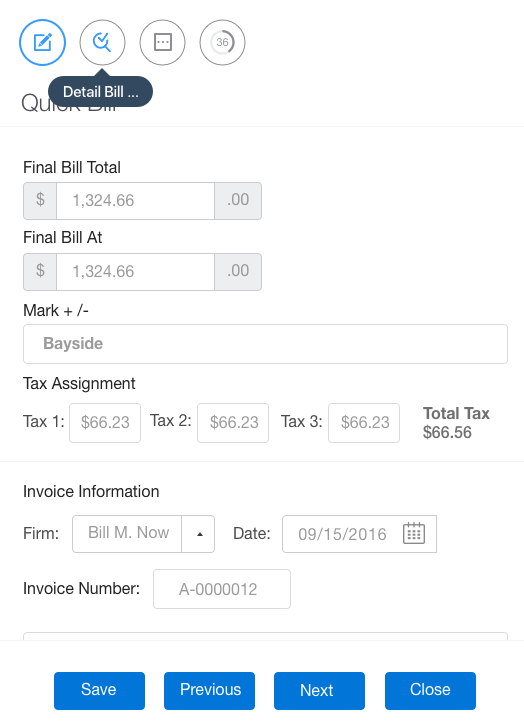 36
Detail Bill ...
Quick Bill
Final Bill Total
$ 1,324.66 .00
Final Bill At
$ 1,324.66 .00
Mark + /-
Bayside
Tax Assignment
Tax 1: $66.23 Tax 2: $66.23 Tax 3: $66.23 Total Tax
$66.56
Invoice Information
Firm: Bill M. Now Date: 09/15/2016
Invoice Number: A-0000012
Save Previous Next Close